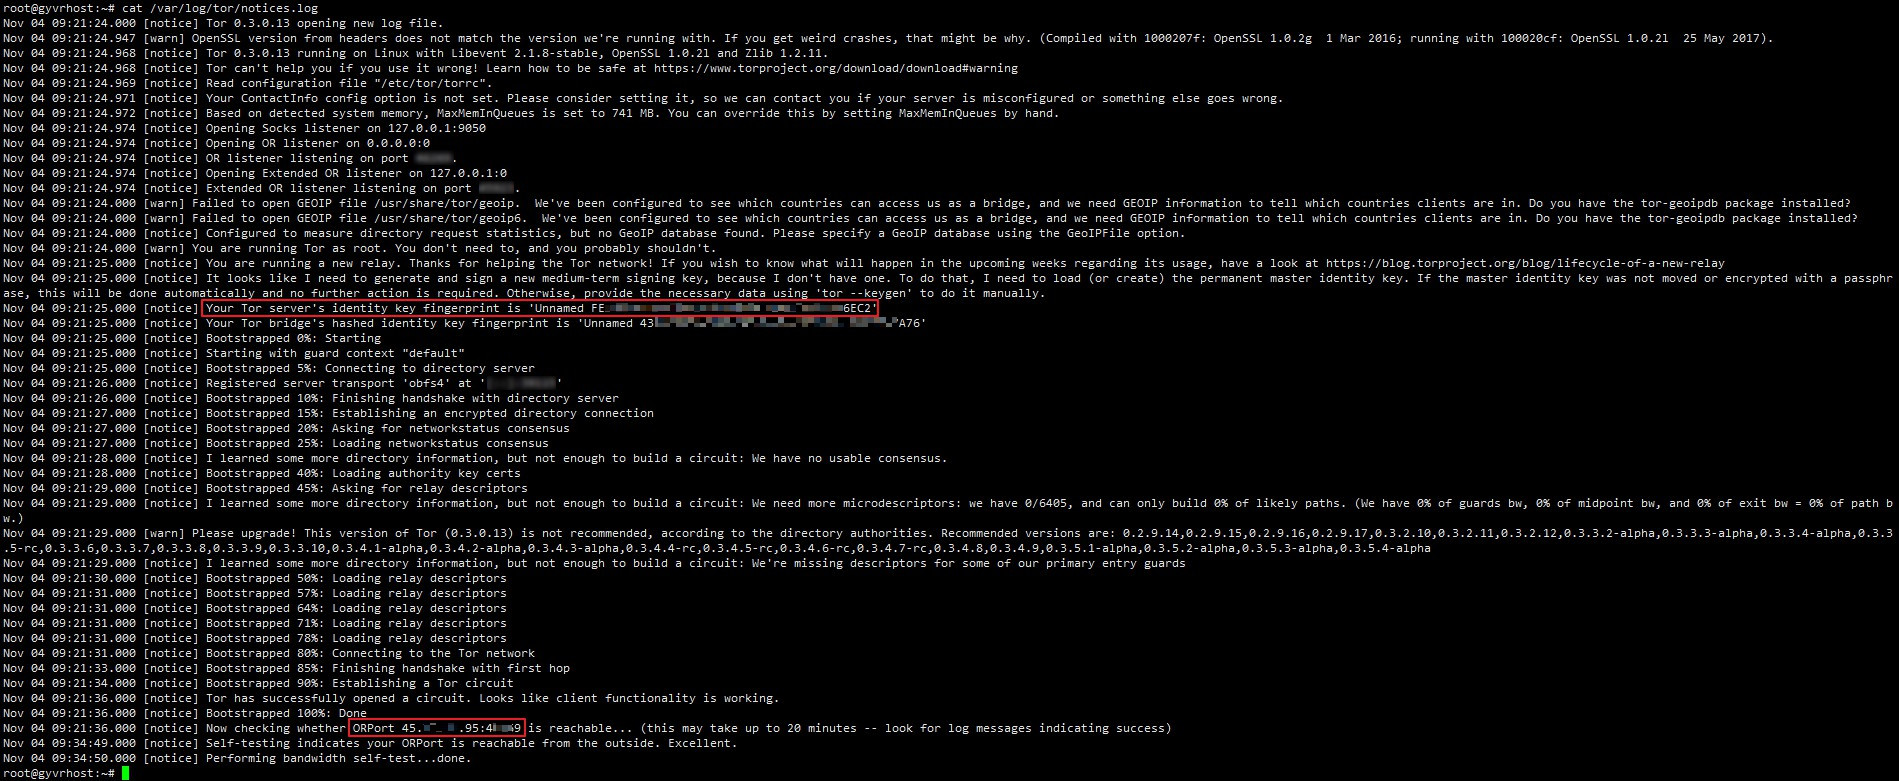 root@gyvrhost:~# cat /var/log/tor/notices.log
Nov 04 09:21:24.000 [notice] Tor 0.3.0.13 opening new log file.
Nov 04 09:21:24.947 [warn] OpenSSL version from headers does not match the version we're running with. If you get weird crashes, that might be why. (Compiled with 1000207f: OpenSSL 1.0.2g  1 Mar 2016; running with 100020cf: OpenSSL 1.0.2l  25 May 2017).
Nov 04 09:21:24.968 [notice] Tor 0.3.0.13 running on Linux with Libevent 2.1.8-stable, OpenSSL 1.0.2l and Zlib 1.2.11.
Nov 04 09:21:24.968 [notice] Tor can't help you if you use it wrong! Learn how to be safe at https://www.torproject.org/download/download#warning
Nov 04 09:21:24.969 [notice] Read configuration file "/etc/tor/torrc".
Nov 04 09:21:24.971 [notice] Your ContactInfo config option is not set. Please consider setting it, so we can contact you if your server is misconfigured or something else goes wrong.
Nov 04 09:21:24.972 [notice] Based on detected system memory, MaxMemInQueues is set to 741 MB. You can override this by setting MaxMemInQueues by hand.
Nov 04 09:21:24.974 [notice] Opening Socks listener on 127.0.0.1:9050
Nov 04 09:21:24.974 [notice] Opening OR listener on 0.0.0.0:0
Nov 04 09:21:24.974 [notice] OR listener listening on port .
Nov 04 09:21:24.974 [notice] Opening Extended OR listener on 127.0.0.1:0
Nov 04 09:21:24.974 [notice] Extended OR listener listening on port .
Nov 04 09:21:24.000 [warn] Failed to open GEOIP file /usr/share/tor/geoip.  We've been configured to see which countries can access us as a bridge, and we need GEOIP information to tell which countries clients are in. Do you have the tor-geoipdb package installed?
Nov 04 09:21:24.000 [warn] Failed to open GEOIP file /usr/share/tor/geoip6.  We've been configured to see which countries can access us as a bridge, and we need GEOIP information to tell which countries clients are in. Do you have the tor-geoipdb package installed?
Nov 04 09:21:24.000 [notice] Configured to measure directory request statistics, but no GeoIP database found. Please specify a GeoIP database using the GeoIPFile option.
Nov 04 09:21:24.000 [warn] You are running Tor as root. You don't need to, and you probably shouldn't.
Nov 04 09:21:25.000 [notice] You are running a new relay. Thanks for helping the Tor network! If you wish to know what will happen in the upcoming weeks regarding its usage, have a look at https://blog.torproject.org/blog/lifecycle-of-a-new-relay
Nov 04 09:21:25.000 [notice] It looks like I need to generate and sign a new medium-term signing key, because I don't have one. To do that, I need to load (or create) the permanent master identity key. If the master identity key was not moved or encrypted with a passphr
ase, this will be done automatically and no further action is required. Otherwise, provide the necessary data using 'tor --keygen' to do it manually.
Nov 04 09:21:25.000 [notice] Your Tor server's identity key fingerprint is 'Unnamed FE 6EC2'
Nov 04 09:21:25.000 [notice] Your Tor bridge's hashed identity key fingerprint is 'Unnamed 43 A76'
Nov 04 09:21:25.000 [notice] Bootstrapped 0%: Starting
Nov 04 09:21:25.000 [notice] Starting with guard context "default"
Nov 04 09:21:25.000 [notice] Bootstrapped 5%: Connecting to directory server
Nov 04 09:21:26.000 [notice] Registered server transport 'obfs4' at ' '
Nov 04 09:21:26.000 [notice] Bootstrapped 10%: Finishing handshake with directory server
Nov 04 09:21:27.000 [notice] Bootstrapped 15%: Establishing an encrypted directory connection
Nov 04 09:21:27.000 [notice] Bootstrapped 20%: Asking for networkstatus consensus
Nov 04 09:21:27.000 [notice] Bootstrapped 25%: Loading networkstatus consensus
Nov 04 09:21:28.000 [notice] I learned some more directory information, but not enough to build a circuit: We have no usable consensus.
Nov 04 09:21:28.000 [notice] Bootstrapped 40%: Loading authority key certs
Nov 04 09:21:29.000 [notice] Bootstrapped 45%: Asking for relay descriptors
Nov 04 09:21:29.000 [notice] I learned some more directory information, but not enough to build a circuit: We need more microdescriptors: we have 0/6405, and can only build 0% of likely paths. (We have 0% of guards bw, 0% of midpoint bw, and 0% of exit bw = 0% of path b
w.)
Nov 04 09:21:29.000 [warn] Please upgrade! This version of Tor (0.3.0.13) is not recommended, according to the directory authorities. Recommended versions are: 0.2.9.14,0.2.9.15,0.2.9.16,0.2.9.17,0.3.2.10,0.3.2.11,0.3.2.12,0.3.3.2-alpha,0.3.3.3-alpha,0.3.3.4-alpha,0.3.3
.5-rc,0.3.3.6,0.3.3.7,0.3.3.8,0.3.3.9,0.3.3.10,0.3.4.1-alpha,0.3.4.2-alpha,0.3.4.3-alpha,0.3.4.4-rc,0.3.4.5-rc,0.3.4.6-rc,0.3.4.7-rc,0.3.4.8,0.3.4.9,0.3.5.1-alpha,0.3.5.2-alpha,0.3.5.3-alpha,0.3.5.4-alpha
Nov 04 09:21:29.000 [notice] I learned some more directory information, but not enough to build a circuit: We're missing descriptors for some of our primary entry guards
Nov 04 09:21:30.000 [notice] Bootstrapped 50%: Loading relay descriptors
Nov 04 09:21:31.000 [notice] Bootstrapped 57%: Loading relay descriptors
Nov 04 09:21:31.000 [notice] Bootstrapped 64%: Loading relay descriptors
Nov 04 09:21:31.000 [notice] Bootstrapped 71%: Loading relay descriptors
Nov 04 09:21:31.000 [notice] Bootstrapped 78%: Loading relay descriptors
Nov 04 09:21:31.000 [notice] Bootstrapped 80%: Connecting to the Tor network
Nov 04 09:21:33.000 [notice] Bootstrapped 85%: Finishing handshake with first hop
Nov 04 09:21:34.000 [notice] Bootstrapped 90%: Establishing a Tor circuit
Nov 04 09:21:36.000 [notice] Tor has successfully opened a circuit. Looks like client functionality is working.
Nov 04 09:21:36.000 [notice] Bootstrapped 100%: Done
Nov 04 09:21:36.000 [notice] Now checking whether ORPort 45. .95:4 9 is reachable... (this may take up to 20 minutes -- look for log messages indicating success)
Nov 04 09:34:49.000 [notice] Self-testing indicates your ORPort is reachable from the outside. Excellent.
Nov 04 09:34:50.000 [notice] Performing bandwidth self-test...done.
root@gyvrhost:~#